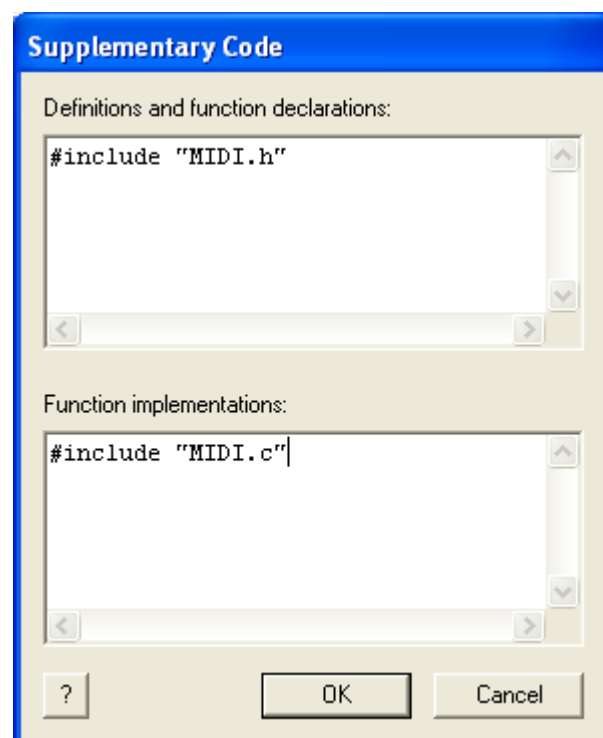 Supplementary Code
Definitions and function declarations:
#include "MIDI.h"
Function implementations:
#include "MIDI.c"
? OK Cancel